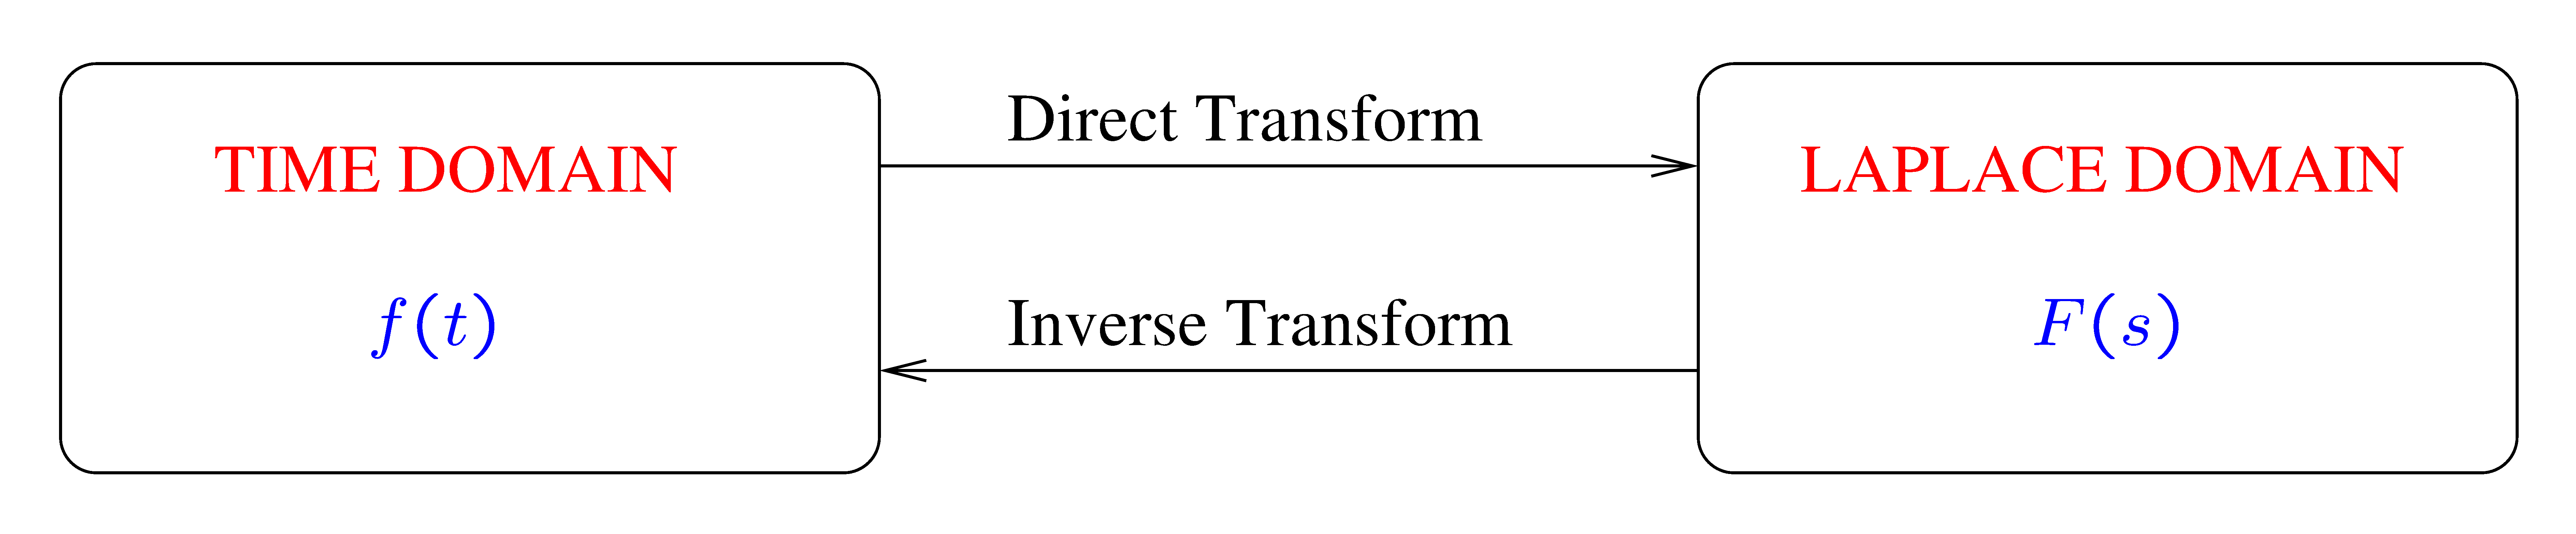 Direct Transform
TIME DOMAIN
LAPLACE DOMAIN
f(t)
Inverse Transform
F(s)